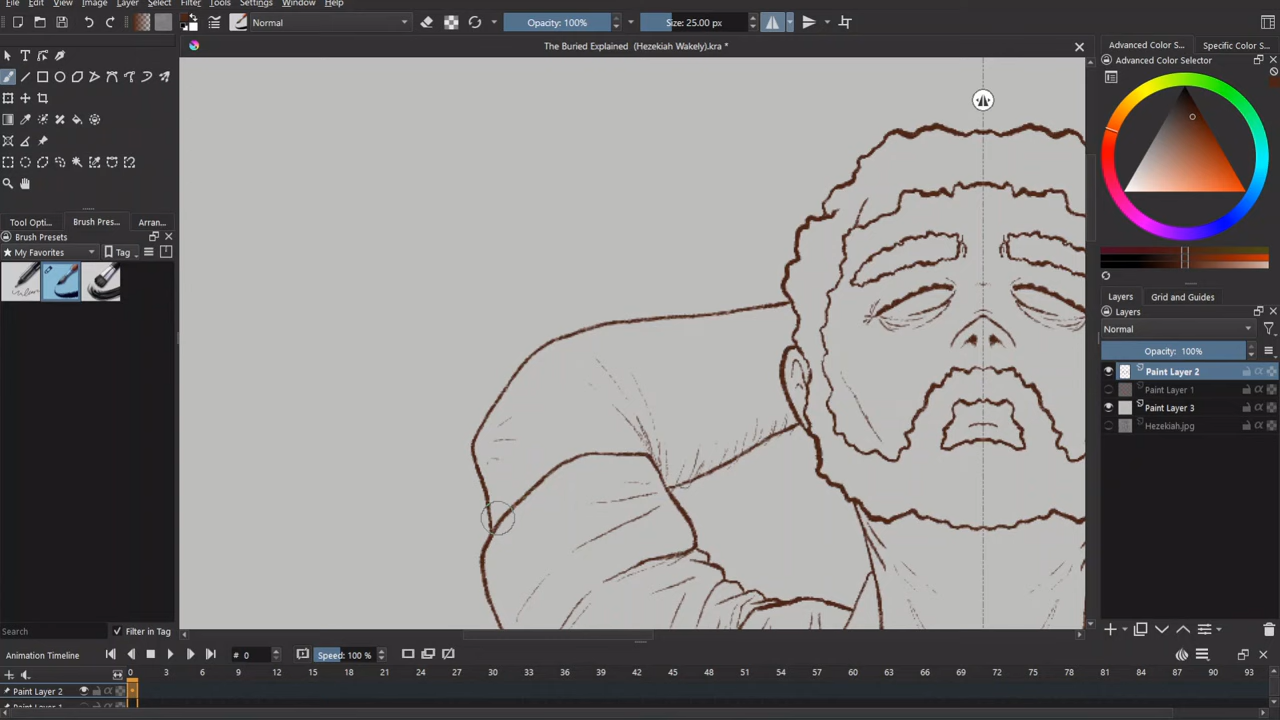 File Edit View Image Layer Select Filter Tools Settings Window Help
Normal Opacity: 100% Size: 25.00 px
The Buried Explained (Hezekiah Wakely).kra *
Advanced Color S... Specific Color S...
Advanced Color Selector
Tool Opti... Brush Pres... Arran...
Brush Presets
My Favorites Tag
Layers Grid and Guides
Layers
Normal
Opacity: 100%
Paint Layer 2
Paint Layer 1
Paint Layer 3
Hezekiah.jpg
Search Filter in Tag
Animation Timeline # 0 Speed: 100 %
0 3 6 9 12 15 18 21 24 27 30 33 36 39 42 45 48 51 54 57 60 63 66 69 72 75 78 81 84 87 90 93
Paint Layer 2
Paint Layer 1